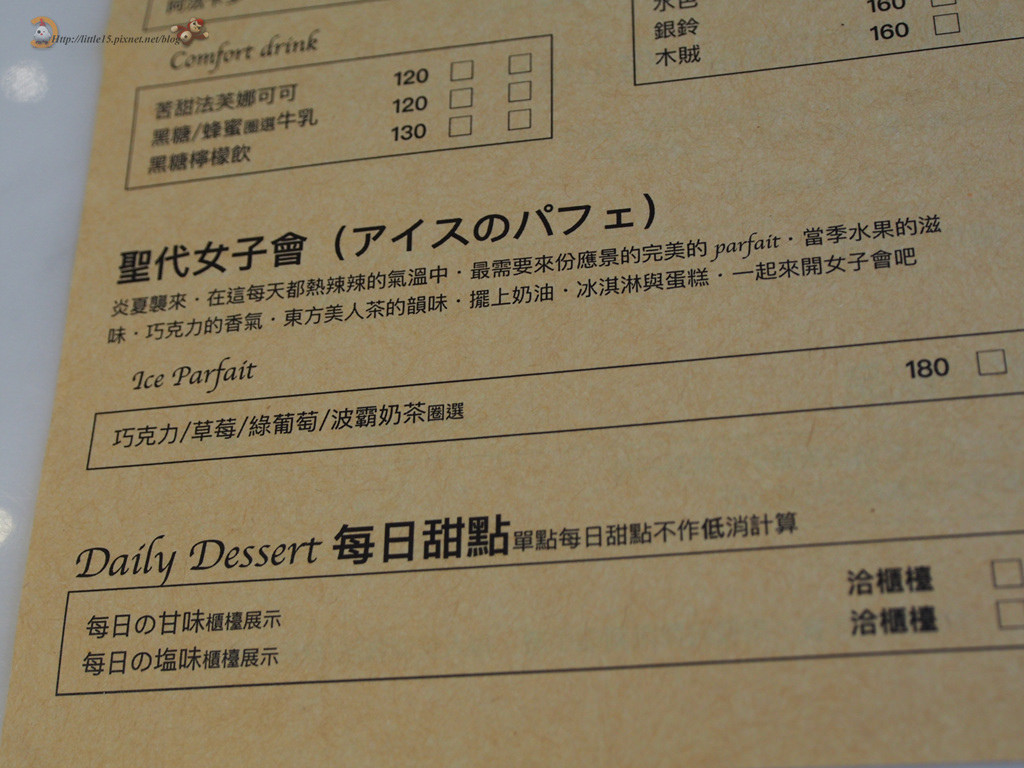 Http://little15.pixnet.net/blog
水色
160
銀鈴
160
木賊
Comfort drink
苦甜法芙娜可可 120
黑糖/蜂蜜圈選牛乳 120
黑糖檸檬飲 130
聖代女子會（アイスのパフェ）
炎夏襲來．在這每天都熱辣辣的氣溫中．最需要來份應景的完美的 parfait．當季水果的滋
味．巧克力的香氣．東方美人茶的韻味．擺上奶油．冰淇淋與蛋糕．一起來開女子會吧
Ice Parfait
巧克力/草莓/綠葡萄/波霸奶茶圈選 180
Daily Dessert 每日甜點單點每日甜點不作低消計算
每日の甘味櫃檯展示 洽櫃檯
每日の塩味櫃檯展示 洽櫃檯